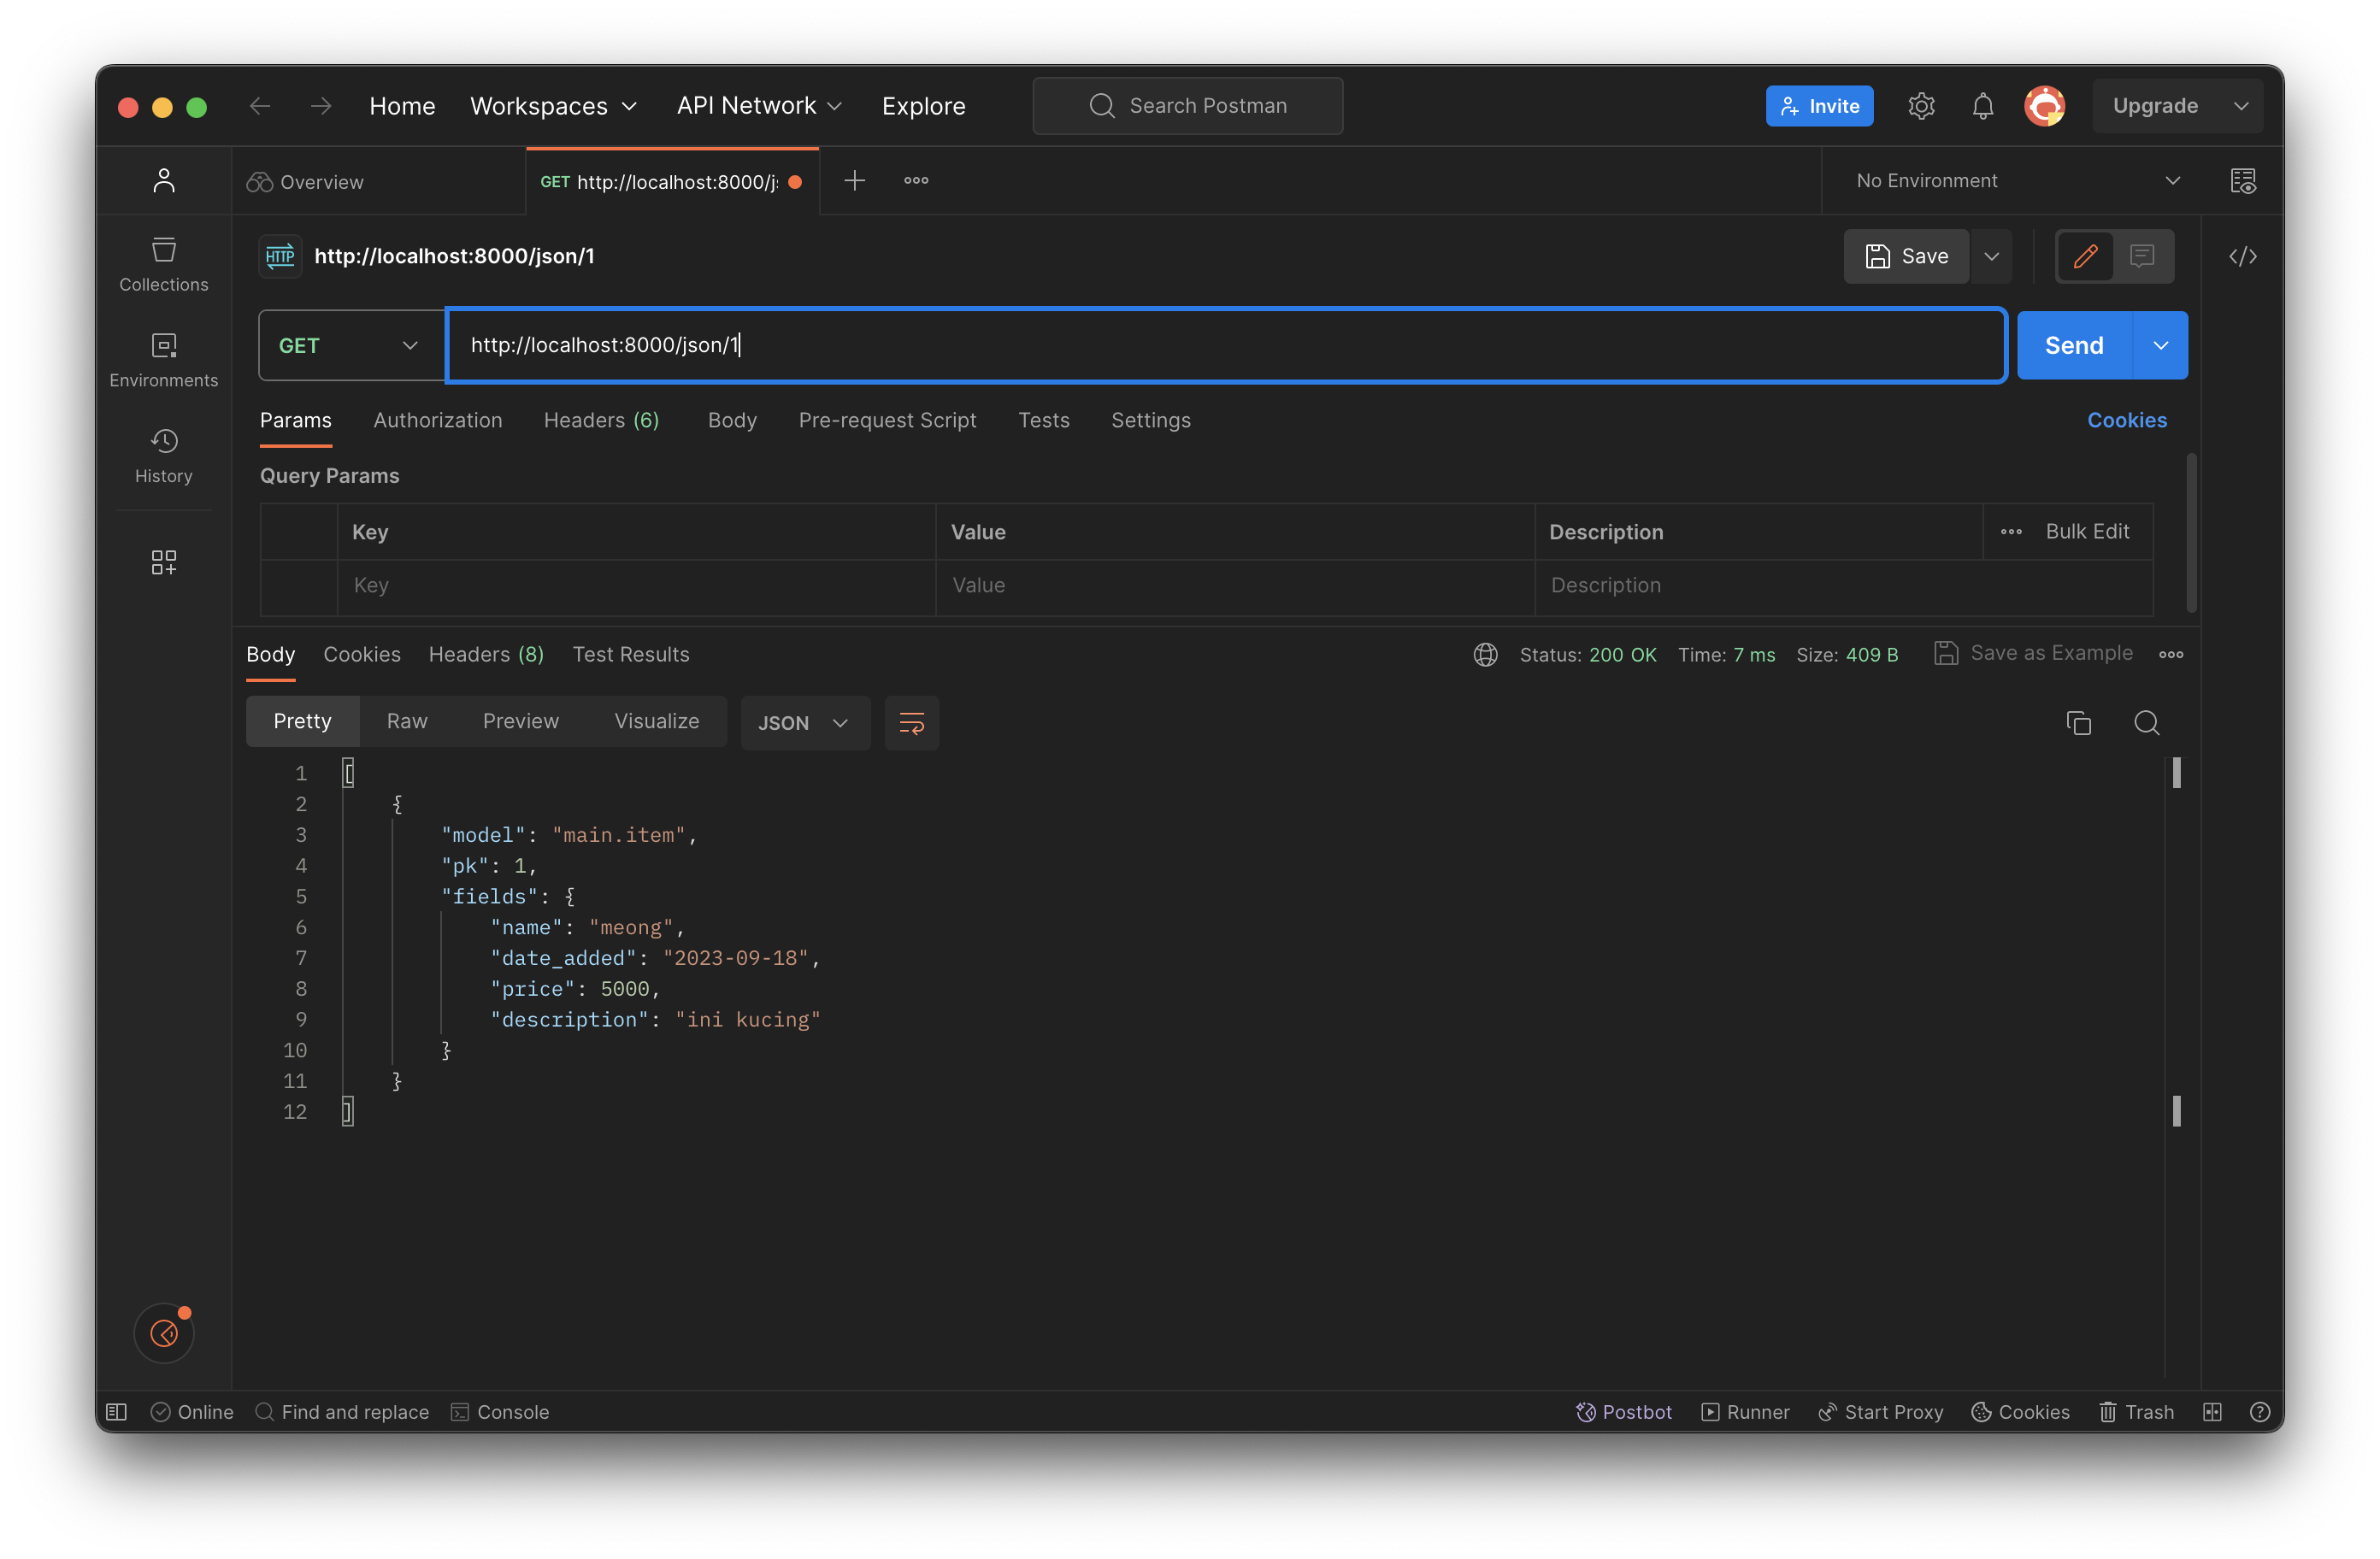 Home Workspaces API Network Explore Search Postman Invite Upgrade
Overview GET http://localhost:8000/j No Environment
HTTP http://localhost:8000/json/1 Save
Collections
GET http://localhost:8000/json/1 Send
Environments
Params Authorization Headers (6) Body Pre-request Script Tests Settings Cookies
History
Query Params
Key Value Description Bulk Edit
Key Value Description
Body Cookies Headers (8) Test Results Status: 200 OK Time: 7 ms Size: 409 B Save as Example
Pretty Raw Preview Visualize JSON
1 [
2 {
3 "model": "main.item",
4 "pk": 1,
5 "fields": {
6 "name": "meong",
7 "date_added": "2023-09-18",
8 "price": 5000,
9 "description": "ini kucing"
10 }
11 }
12 ]
Online Find and replace Console Postbot Runner Start Proxy Cookies Trash